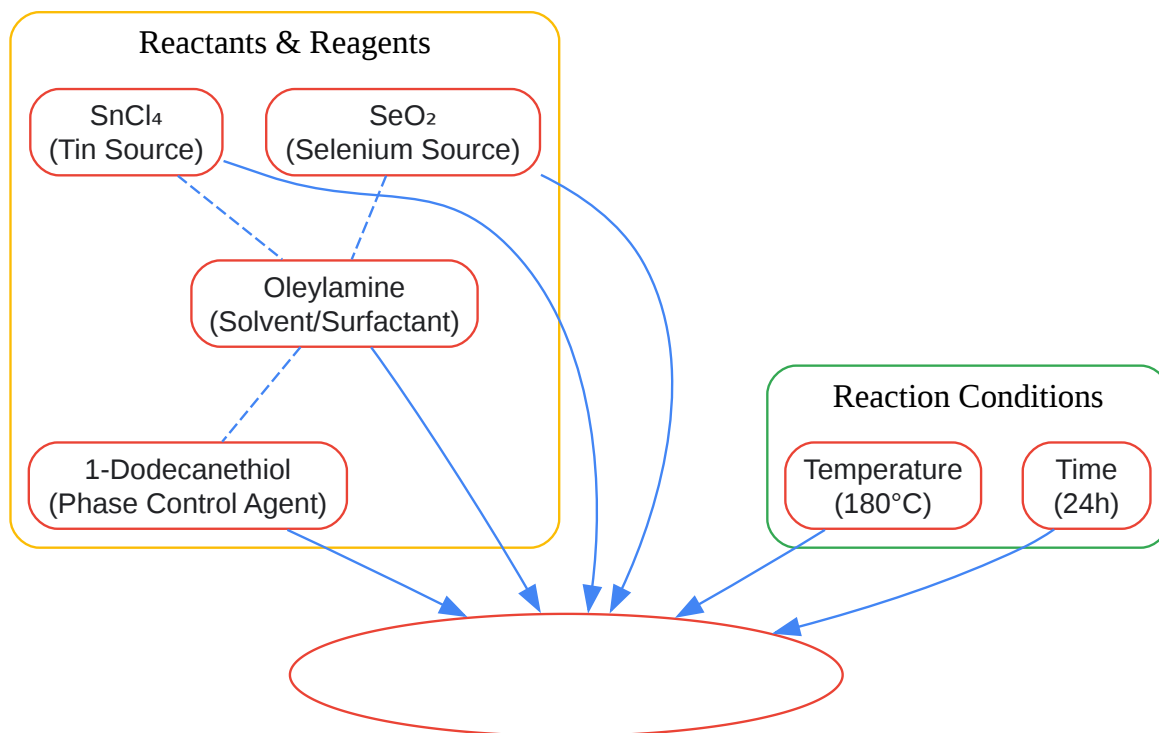 Reactants & Reagents
SnCl₄
(Tin Source)
SeO₂
(Selenium Source)
Oleylamine
(Solvent/Surfactant)
1-Dodecanethiol
(Phase Control Agent)
Reaction Conditions
Temperature
(180°C)
Time
(24h)